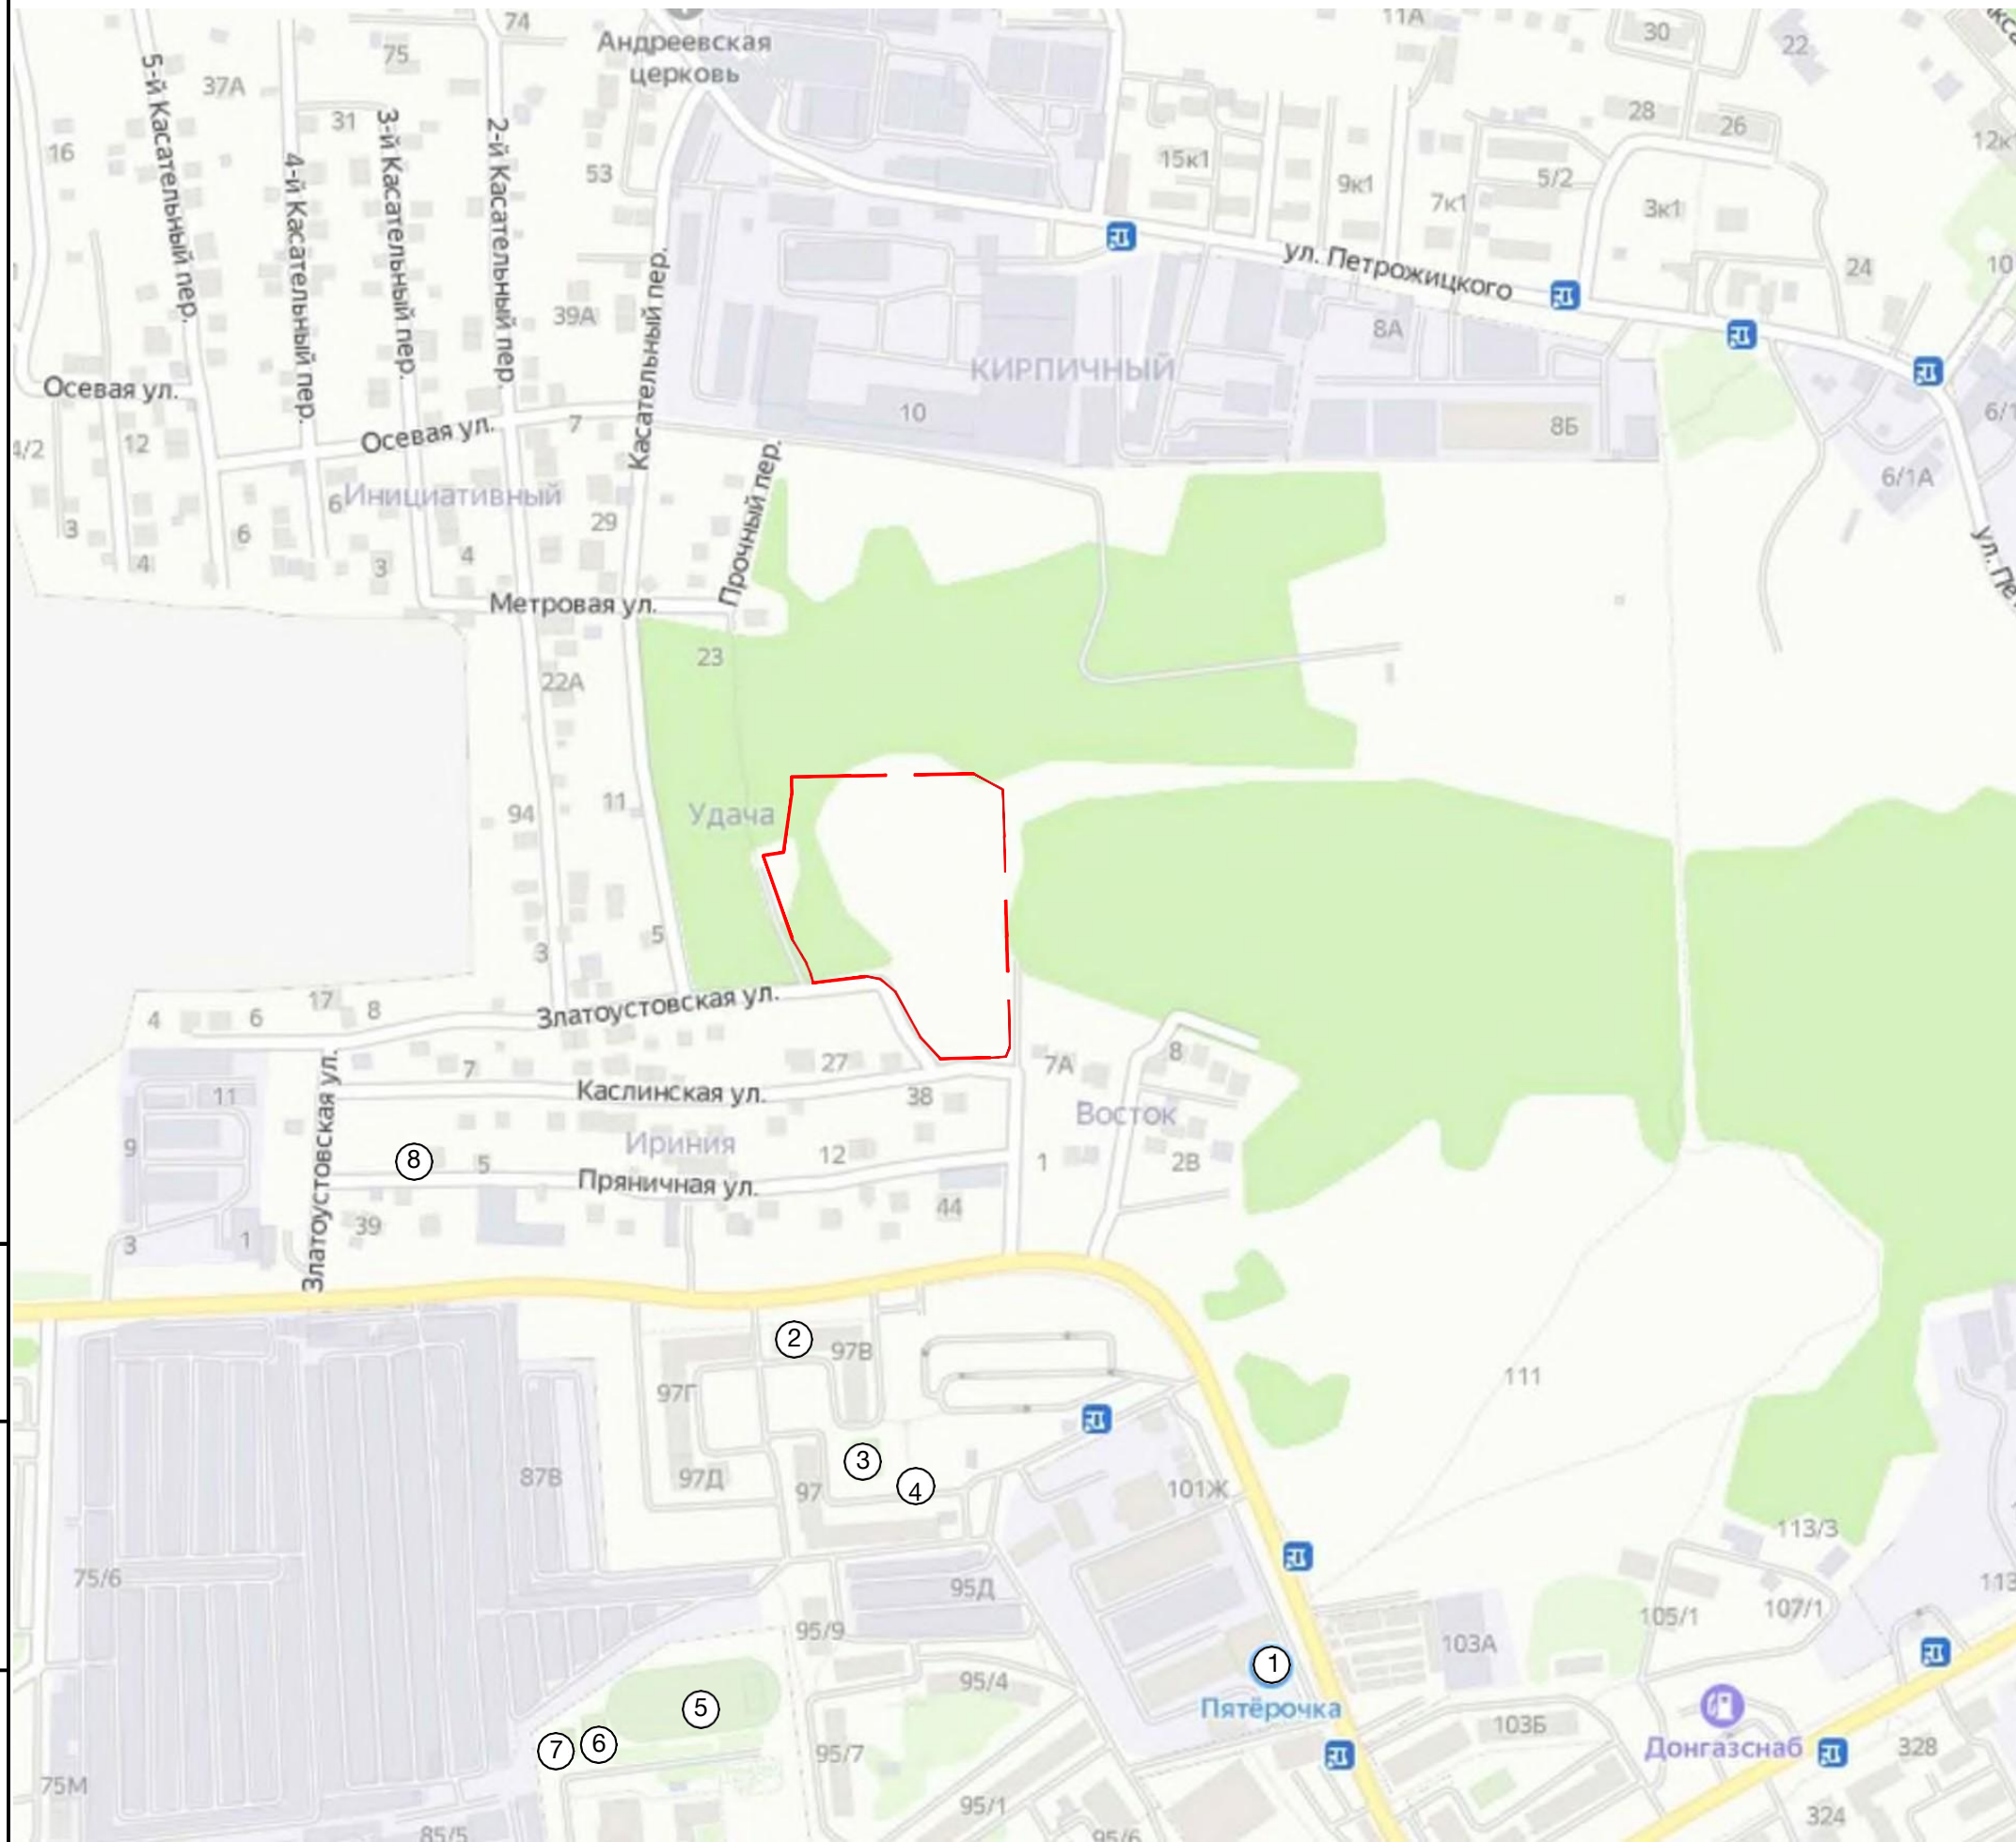 74
11А
30
22
75
Андреевская
церковь
37А
5-й Касательный пер.
31
3-й Касательный пер.
2-й Касательный пер.
28
26
16
4-й Касательный пер.
53
15к1
9к1
7к1
5/2
3к1
12к
ул. Петрожицкого
24
10
39А
Касательный пер.
8А
КИРПИЧНЫЙ
Осевая ул.
Осевая ул.
7
10
8Б
6/1
4/2
12
Прочный пер.
6/1А
Инициативный
6
29
3
6
4
4
3
ул. Пе
Метровая ул.
23
22А
94
11
Удача
5
3
Златоустовская ул.
4
6
17
8
7
27
7А
8
Златоустовская ул.
11
Каслинская ул.
38
Восток
9
8
5
Ириния
12
1
2В
Пряничная ул.
39
44
3
1
2
97В
97Г
111
87В
97Д
97
3
4
101Ж
113/3
75/6
95Д
113
95/9
105/1
107/1
103А
1
95/4
5
Пятёрочка
7
6
95/7
103Б
Донгазснаб
328
75М
95/1
324
85/5
95/6